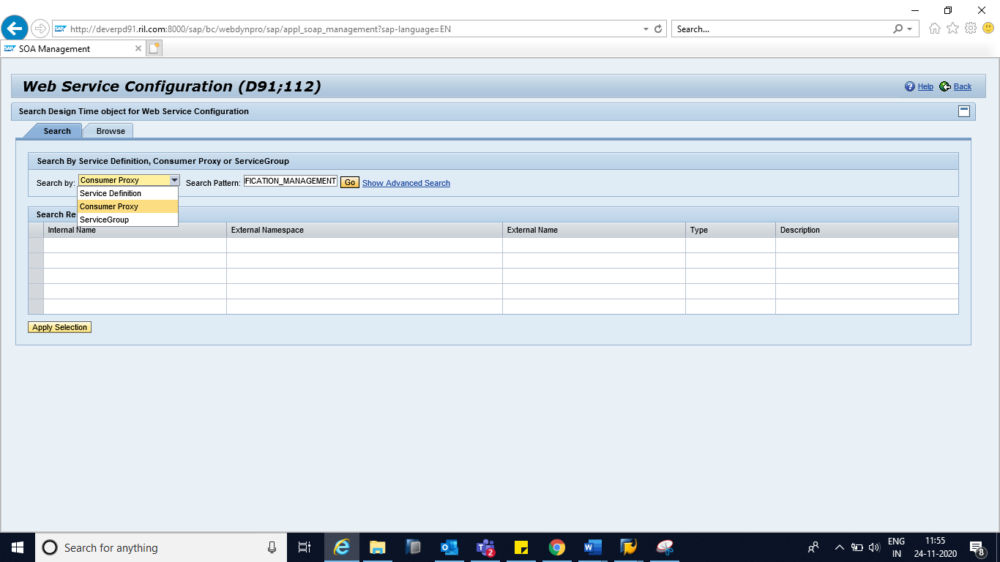 SAP http://deverpd91.ril.com:8000/sap/bc/webdynpro/sap/appl_soap_management?sap-language=EN Search...
SAP SOA Management
Web Service Configuration (D91;112) Help Back
Search Design Time object for Web Service Configuration
Search Browse
Search By Service Definition, Consumer Proxy or ServiceGroup
Search by: Consumer Proxy Search Pattern: IFICATION_MANAGEMENT Go Show Advanced Search
Service Definition
Consumer Proxy
ServiceGroup
Search Re
Internal Name External Namespace External Name Type Description
Apply Selection
Search for anything
2
ENG
IN
11:55
24-11-2020
8